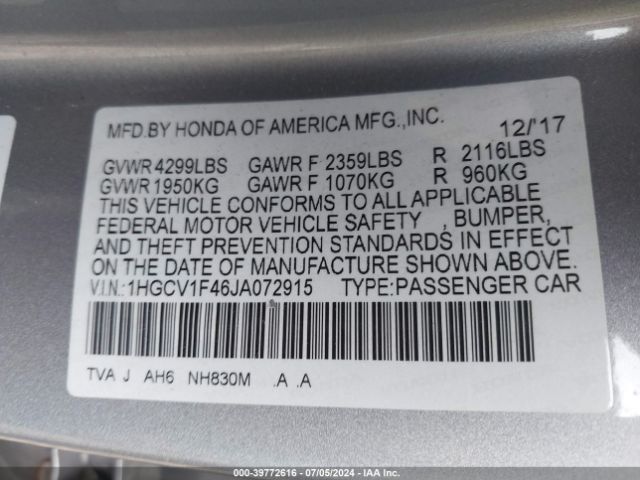 MFD.BY HONDA OF AMERICA MFG.,INC. 12/'17
GVWR 4299LBS GAWR F 2359LBS R 2116LBS
GVWR 1950KG GAWR F 1070KG R 960KG
THIS VEHICLE CONFORMS TO ALL APPLICABLE
FEDERAL MOTOR VEHICLE SAFETY , BUMPER,
AND THEFT PREVENTION STANDARDS IN EFFECT
ON THE DATE OF MANUFACTURE SHOWN ABOVE.
V.I.N.:1HGCV1F46JA072915 TYPE:PASSENGER CAR
TVA J AH6 NH830M .A .A
000-39772616 - 07/05/2024 - IAA Inc.